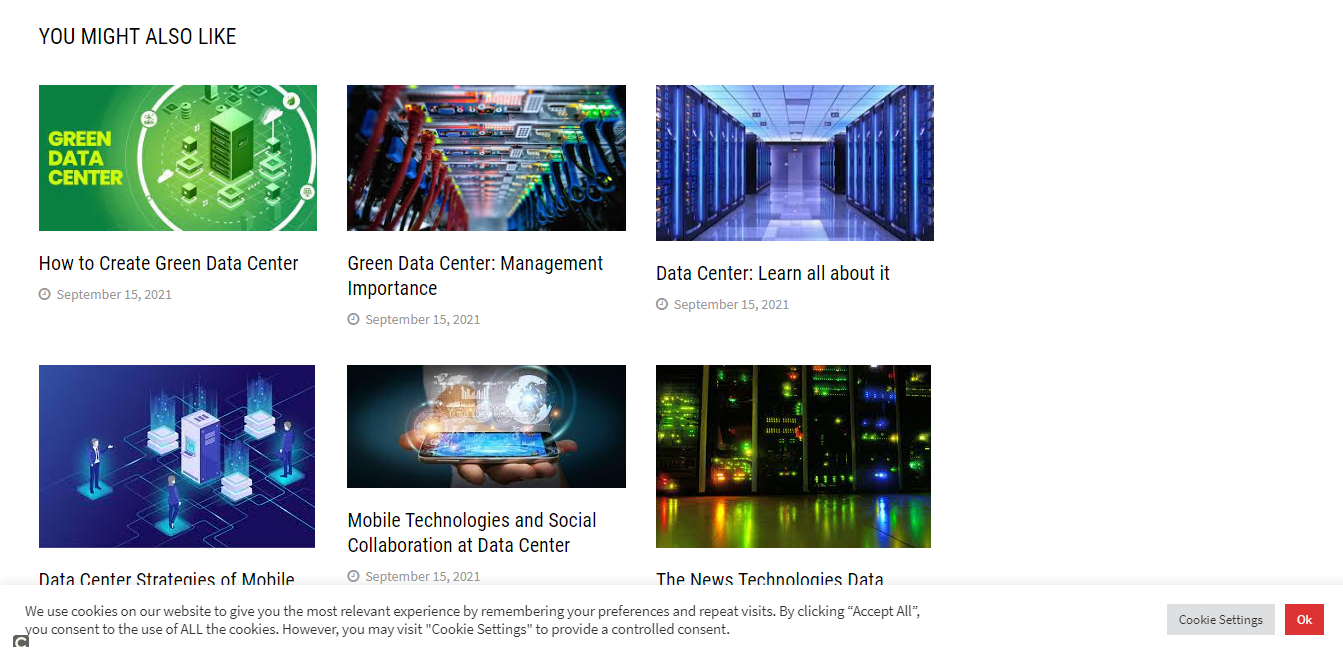 YOU MIGHT ALSO LIKE
GREEN
DATA
CENTER
How to Create Green Data Center
September 15, 2021
Green Data Center: Management
Importance
September 15, 2021
Data Center: Learn all about it
September 15, 2021
Data Center Strategies of Mobile
Mobile Technologies and Social
Collaboration at Data Center
September 15, 2021
The News Technologies Data
We use cookies on our website to give you the most relevant experience by remembering your preferences and repeat visits. By clicking “Accept All”,
you consent to the use of ALL the cookies. However, you may visit "Cookie Settings" to provide a controlled consent.
Cookie Settings
Ok